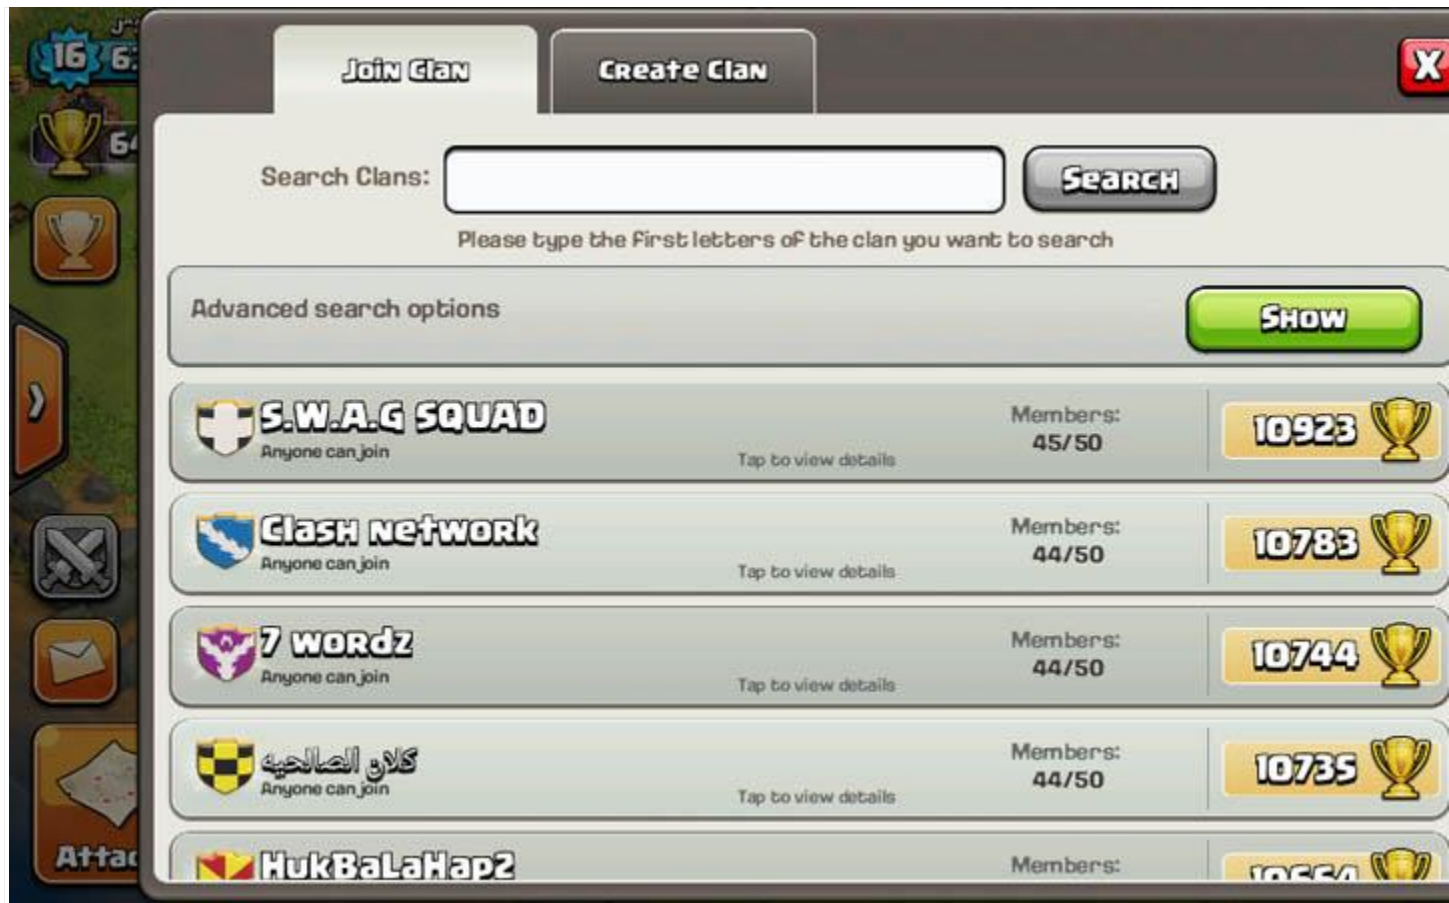 16
Join Clan
Create Clan
X
Search Clans:
Search
Please type the first letters of the clan you want to search
Advanced search options
Show
S.W.A.G SQUAD
Anyone can join
Tap to view details
Members:
45/50
10923
Clash network
Anyone can join
Tap to view details
Members:
44/50
10783
7 wordz
Anyone can join
Tap to view details
Members:
44/50
10744
كلان الصالحيه
Anyone can join
Tap to view details
Members:
44/50
10735
HukBaLaHap2
Members:
10664